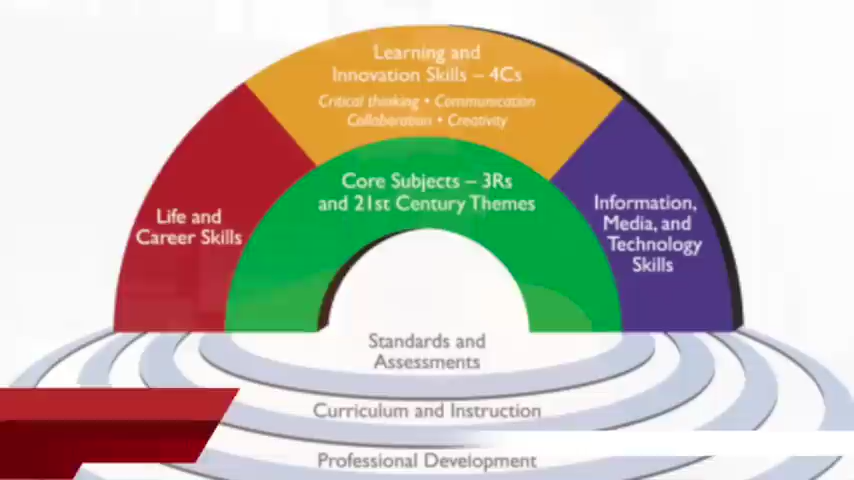 Learning and
Innovation Skills – 4Cs
Critical thinking • Communication
Collaboration • Creativity
Core Subjects – 3Rs
and 21st Century Themes
Life and
Career Skills
Information,
Media, and
Technology
Skills
Standards and
Assessments
Curriculum and Instruction
Professional Development